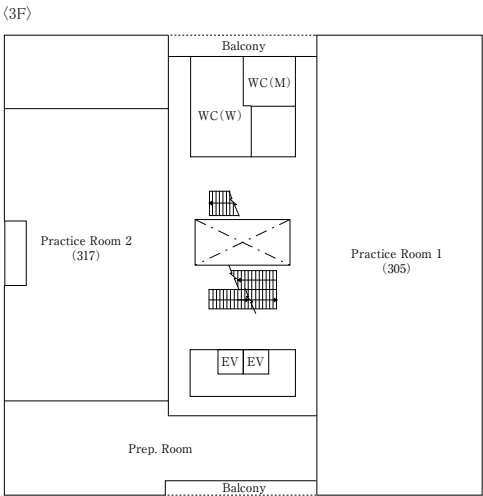 〈3F〉
Balcony
WC(M)
WC(W)
Practice Room 2
(317)
Practice Room 1
(305)
EV EV
Prep. Room
Balcony